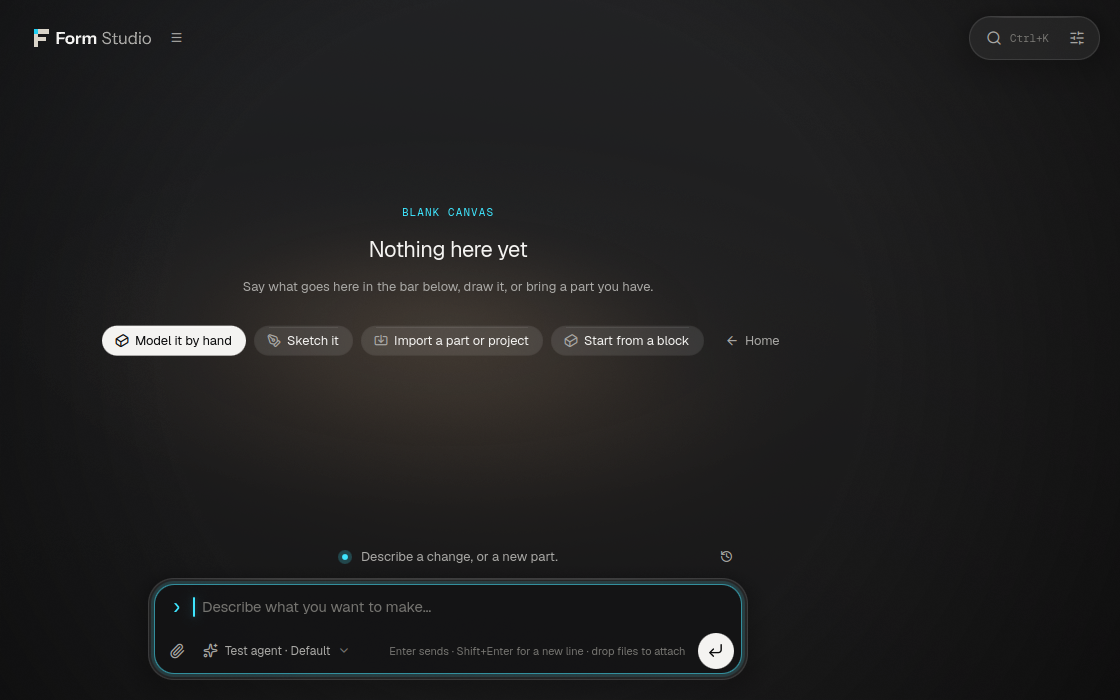 Form Studio
Ctrl+K
BLANK CANVAS
Nothing here yet
Say what goes here in the bar below, draw it, or bring a part you have.
Model it by hand
Sketch it
Import a part or project
Start from a block
Home
Describe a change, or a new part.
Describe what you want to make...
Test agent · Default
Enter sends · Shift+Enter for a new line · drop files to attach